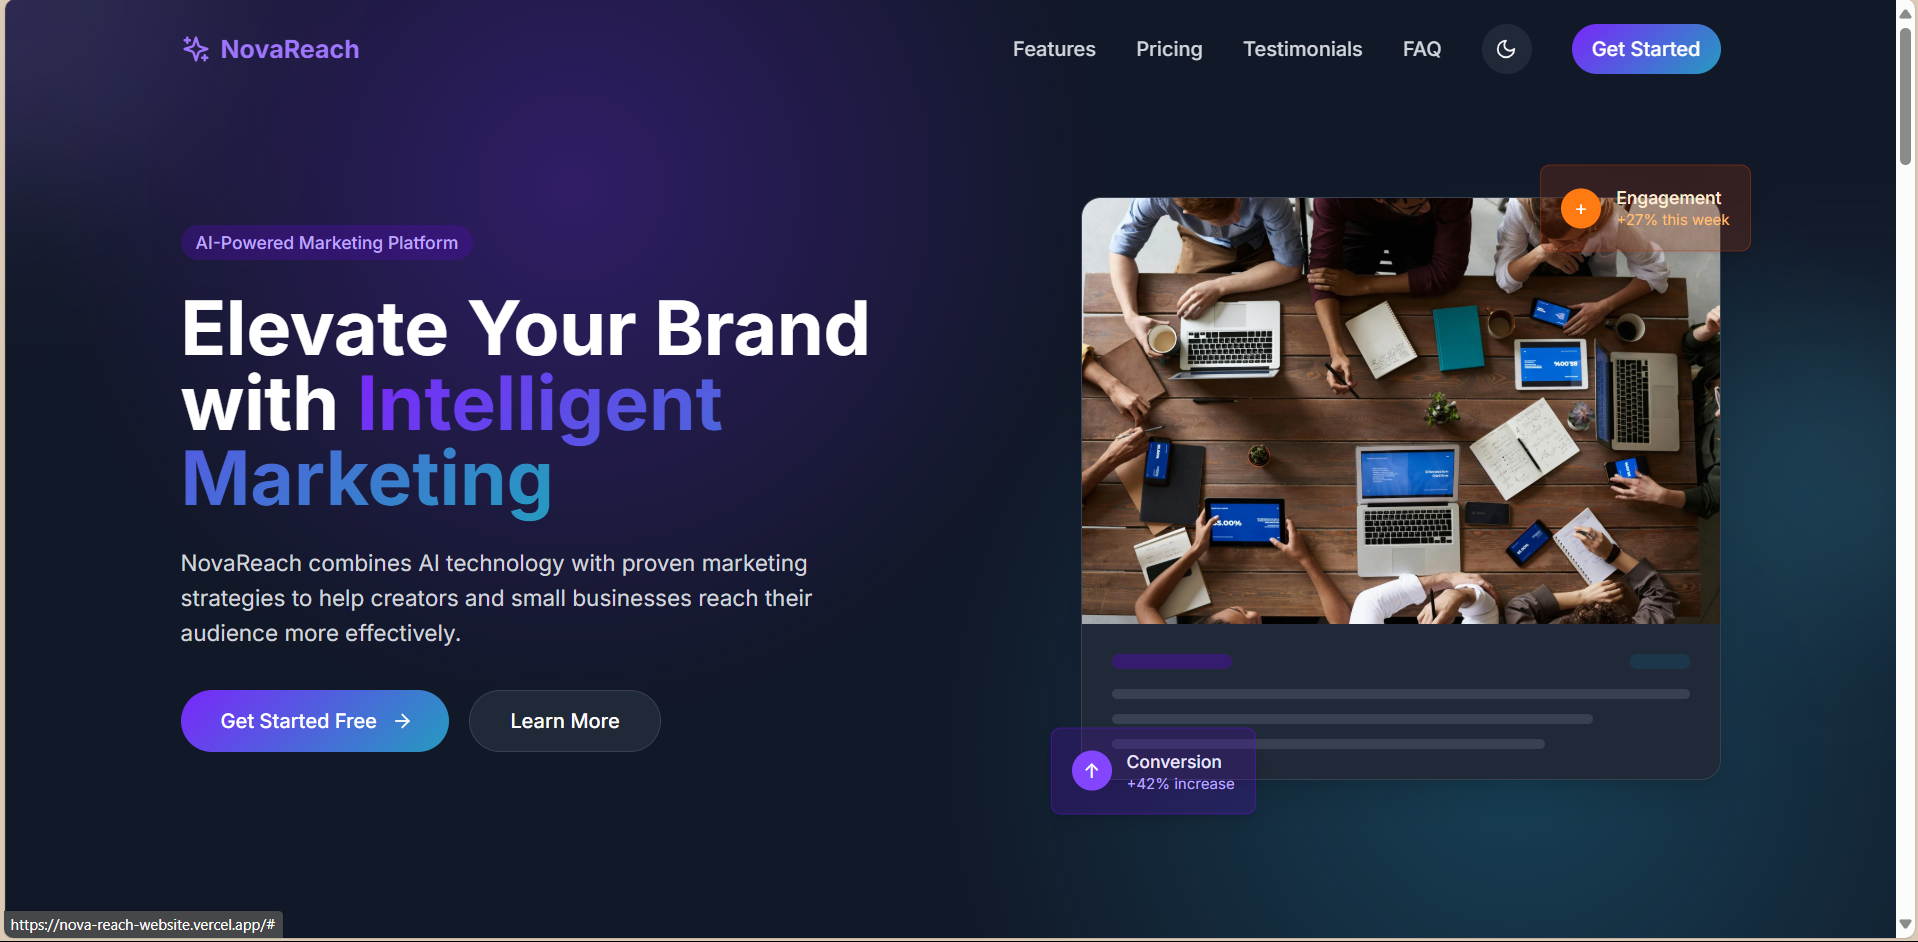 NovaReach
Features
Pricing
Testimonials
FAQ
Get Started
AI-Powered Marketing Platform
Elevate Your Brand
with Intelligent
Marketing
NovaReach combines AI technology with proven marketing
strategies to help creators and small businesses reach their
audience more effectively.
Get Started Free
Learn More
Engagement
+27% this week
Conversion
+42% increase
https://nova-reach-website.vercel.app/#